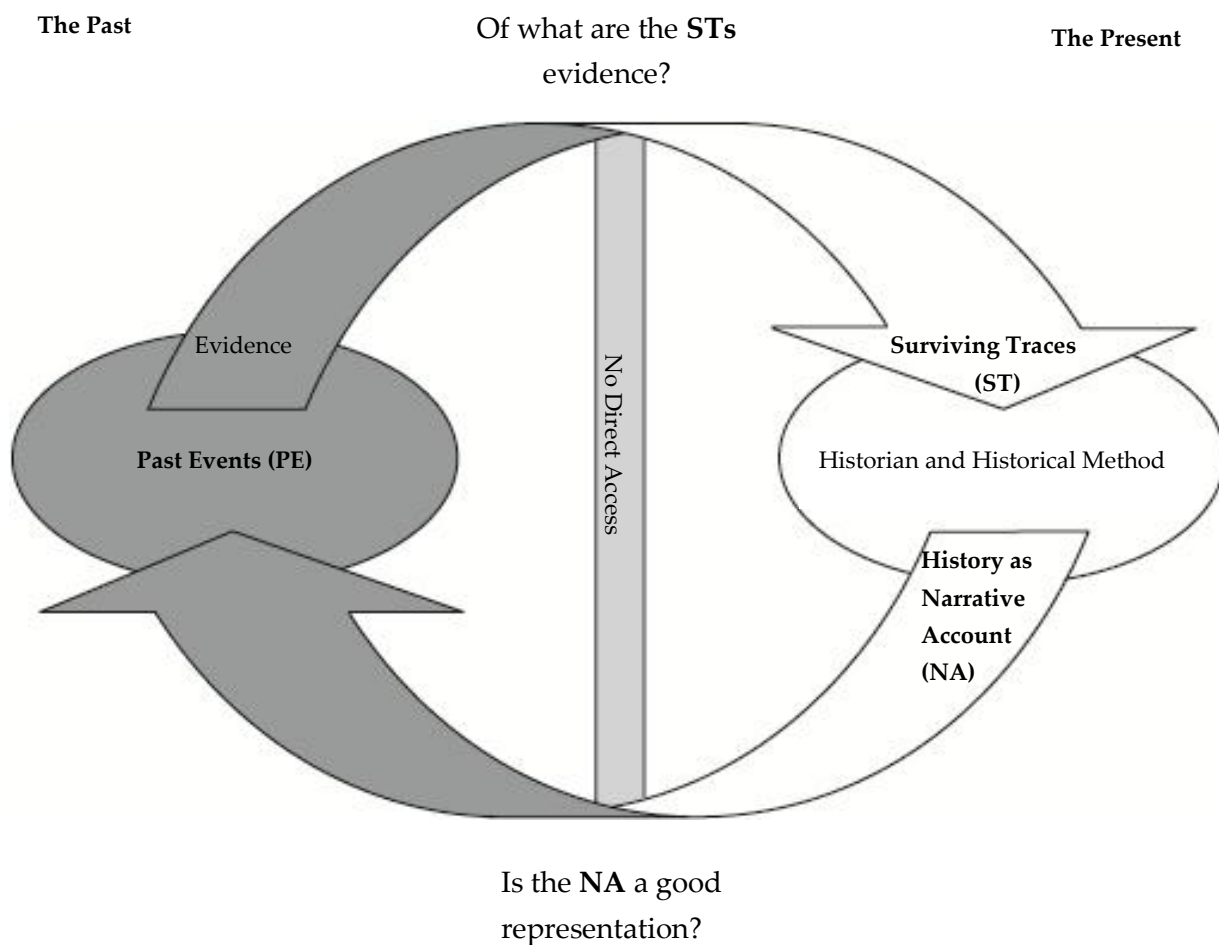 The Past
Of what are the STs
evidence?
The Present
Evidence
Past Events (PE)
No Direct Access
Surviving Traces
(ST)
Historian and Historical Method
History as
Narrative
Account
(NA)
Is the NA a good
representation?